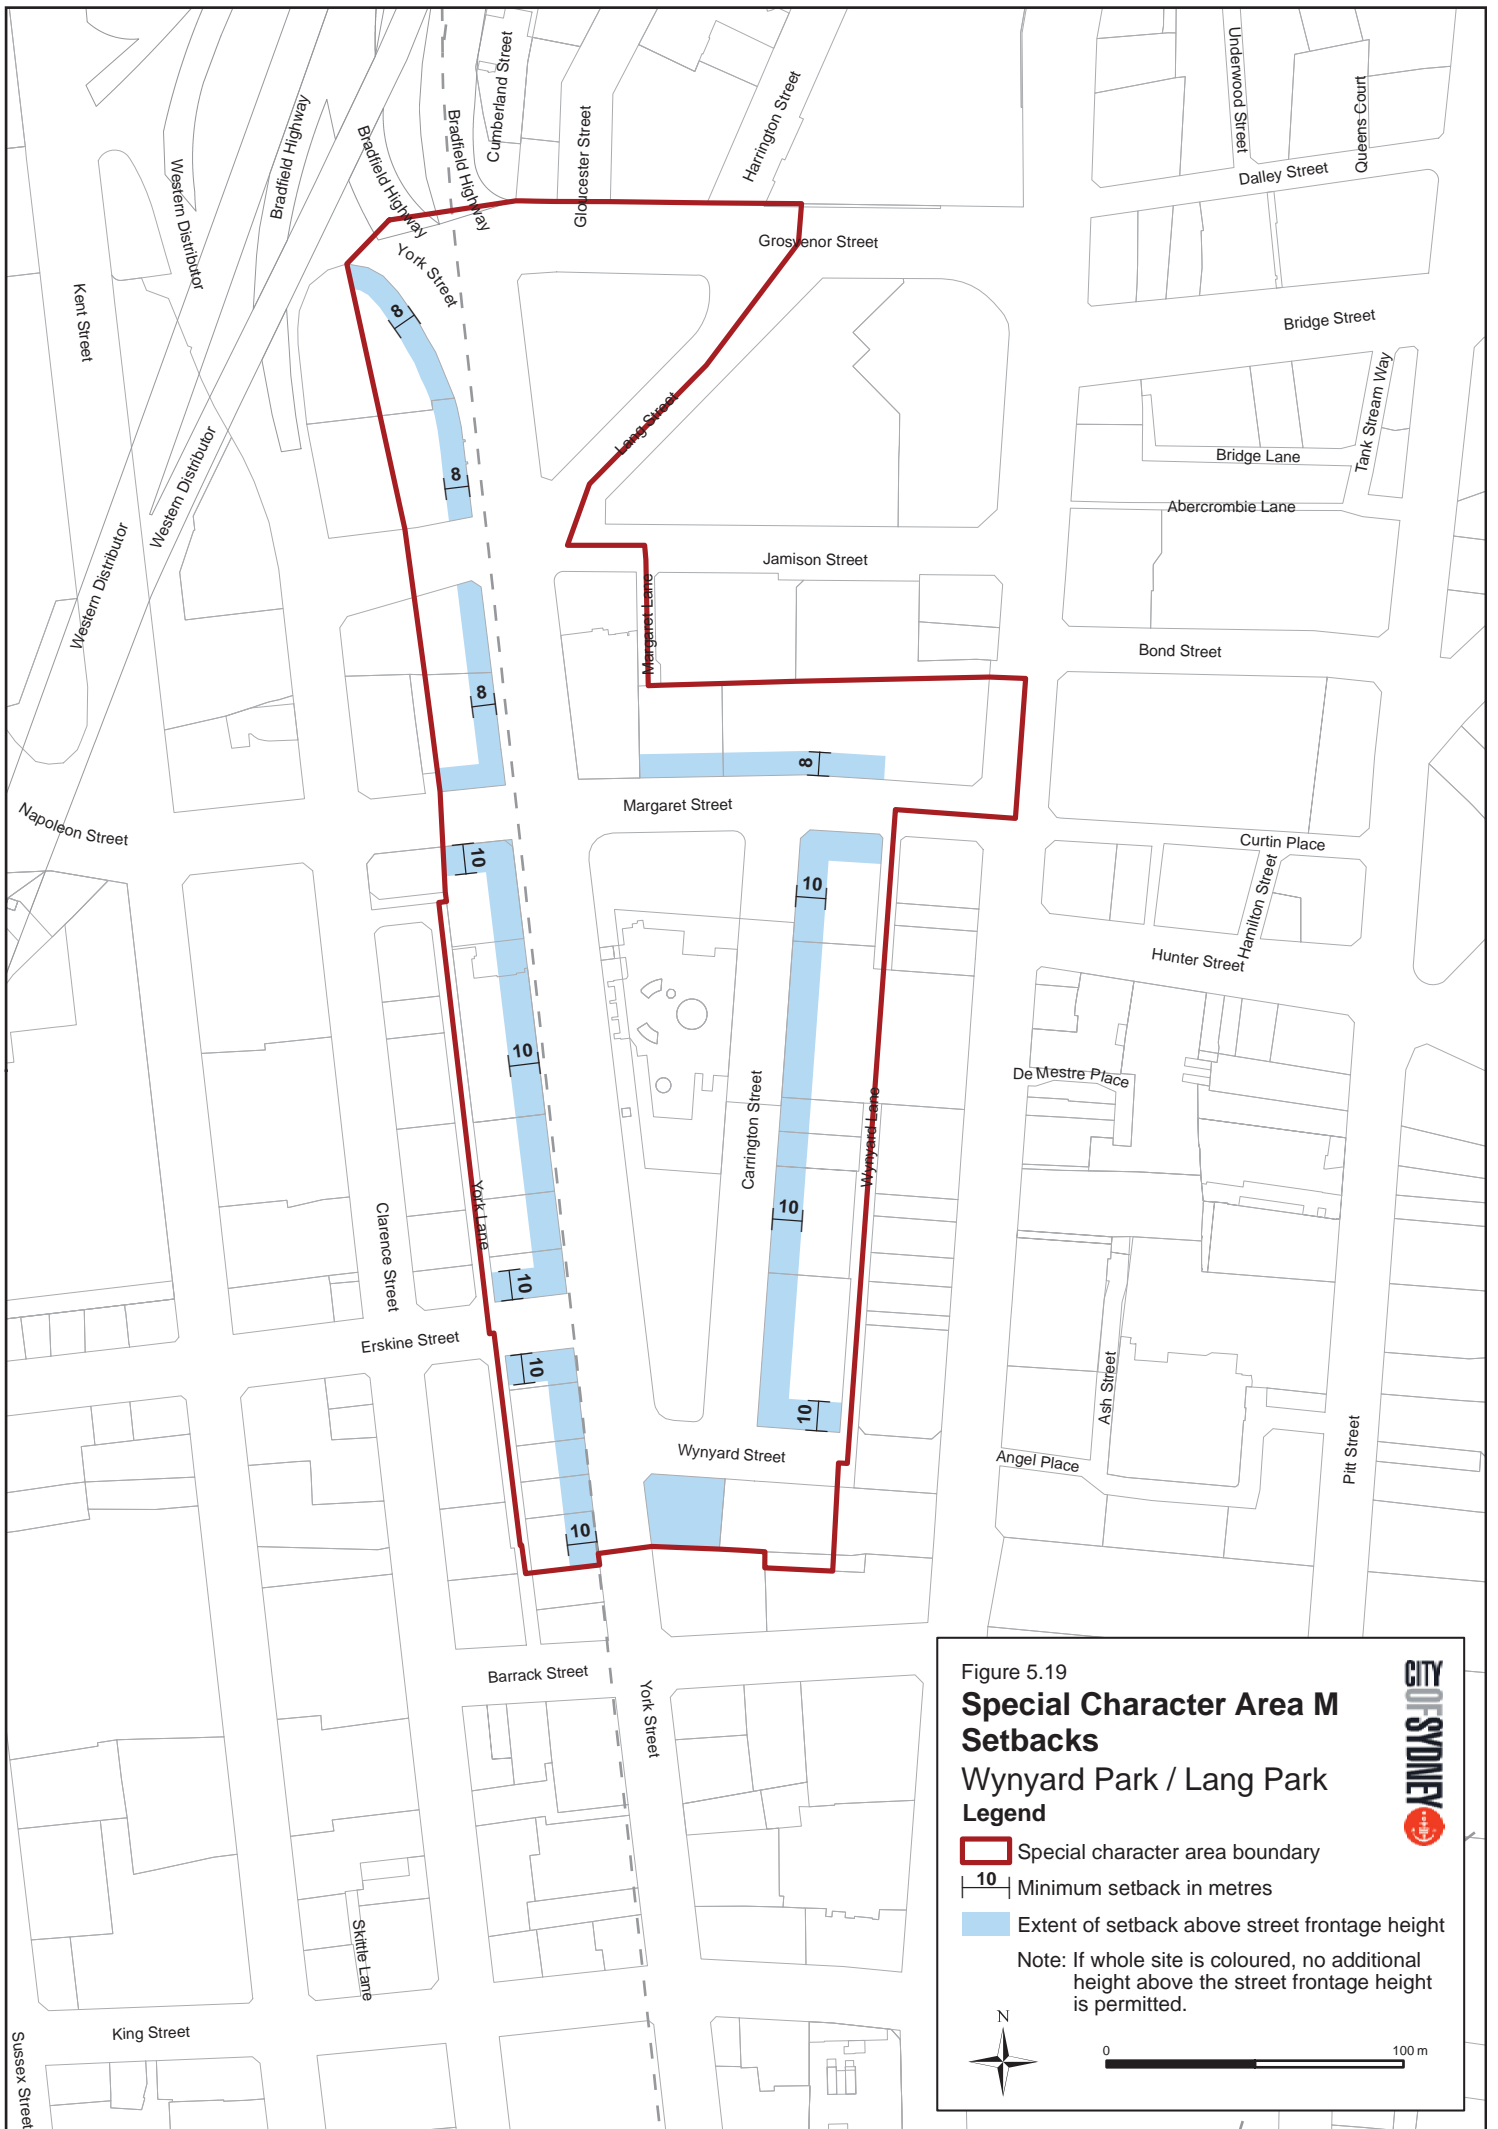 Cumberland Street
Underwood Street
Queens Court
Harrington Street
Bradfield Highway
Bradfield Highway
Bradfield Highway
Gloucester Street
Western Distributor
Dalley Street
Grosvenor Street
York Street
Kent Street
8
Bridge Street
Tank Stream Way
Lang Street
Western Distributor
Bridge Lane
8
Abercrombie Lane
Western Distributor
Jamison Street
Margaret Lane
Bond Street
8
8
Margaret Street
Napoleon Street
Curtin Place
10
10
Hamilton Street
Hunter Street
10
De Mestre Place
Carrington Street
Wynyard Lane
York Lane
10
Clarence Street
10
Erskine Street
10
Ash Street
10
Wynyard Street
Angel Place
Pitt Street
10
Barrack Street
York Street
Skittle Lane
King Street
Sussex Street
Figure 5.19
Special Character Area M
Setbacks
Wynyard Park / Lang Park
CITY OF SYDNEY
Legend
Special character area boundary
10
Minimum setback in metres
Extent of setback above street frontage height
Note: If whole site is coloured, no additional
height above the street frontage height
is permitted.
N
0
100 m